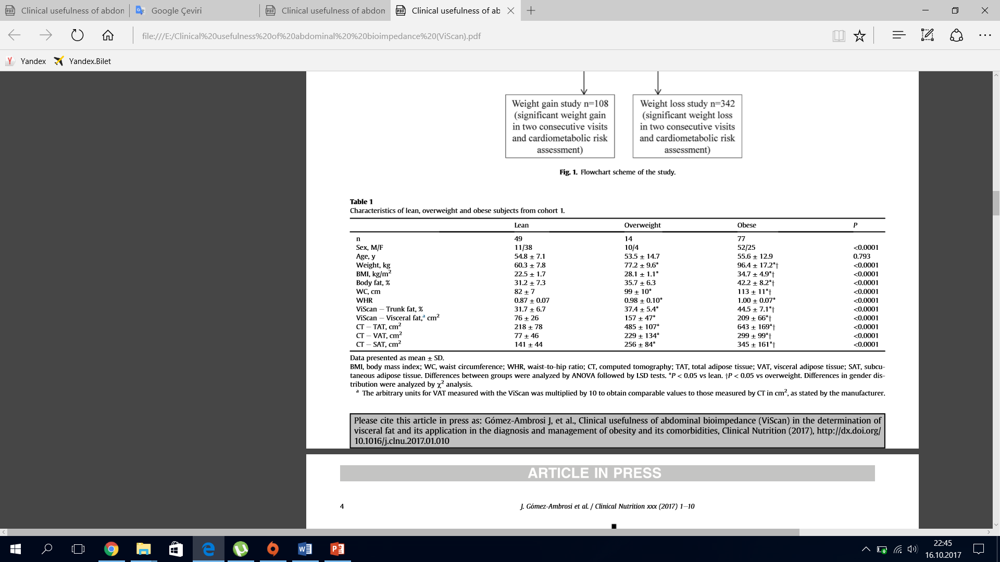 Clinical usefulness of abdon
Google Çeviri
Clinical usefulness of abdon
Clinical usefulness of ab
file:///E:/Clinical%20usefulness%20of%20abdominal%20%20bioimpedance%20(ViScan).pdf
Yandex
Yandex.Bilet
Weight gain study n=108
(significant weight gain
in two consecutive visits
and cardiometabolic risk
assessment)
Weight loss study n=342
(significant weight loss
in two consecutive visits
and cardiometabolic risk
assessment)
Fig. 1. Flowchart scheme of the study.
Table 1
Characteristics of lean, overweight and obese subjects from cohort 1.
Lean Overweight Obese P
n 49 14 77
Sex, M/F 11/38 10/4 52/25 <0.0001
Age, y 54.8 ± 7.1 53.5 ± 14.7 55.6 ± 12.9 0.793
Weight, kg 60.3 ± 7.8 77.2 ± 9.6* 96.4 ± 17.2*† <0.0001
BMI, kg/m² 22.5 ± 1.7 28.1 ± 1.1* 34.7 ± 4.9*† <0.0001
Body fat, % 31.2 ± 7.3 35.7 ± 6.3 42.2 ± 8.2*† <0.0001
WC, cm 82 ± 7 99 ± 10* 113 ± 11*† <0.0001
WHR 0.87 ± 0.07 0.98 ± 0.10* 1.00 ± 0.07* <0.0001
ViScan – Trunk fat, % 31.7 ± 6.7 37.4 ± 5.4* 44.5 ± 7.1*† <0.0001
ViScan – Visceral fat,ᵃ cm² 76 ± 26 157 ± 47* 209 ± 66*† <0.0001
CT – TAT, cm² 218 ± 78 485 ± 107* 643 ± 169*† <0.0001
CT – VAT, cm² 77 ± 46 229 ± 134* 299 ± 99*† <0.0001
CT – SAT, cm² 141 ± 44 256 ± 84* 345 ± 161*† <0.0001
Data presented as mean ± SD.
BMI, body mass index; WC, waist circumference; WHR, waist-to-hip ratio; CT, computed tomography; TAT, total adipose tissue; VAT, visceral adipose tissue; SAT, subcu-
taneous adipose tissue. Differences between groups were analyzed by ANOVA followed by LSD tests. *P < 0.05 vs lean. †P < 0.05 vs overweight. Differences in gender dis-
tribution were analyzed by χ² analysis.
ᵃ The arbitrary units for VAT measured with the ViScan was multiplied by 10 to obtain comparable values to those measured by CT in cm², as stated by the manufacturer.
Please cite this article in press as: Gómez-Ambrosi J, et al., Clinical usefulness of abdominal bioimpedance (ViScan) in the determination of
visceral fat and its application in the diagnosis and management of obesity and its comorbidities, Clinical Nutrition (2017), http://dx.doi.org/
10.1016/j.clnu.2017.01.010
ARTICLE IN PRESS
4
J. Gómez-Ambrosi et al. / Clinical Nutrition xxx (2017) 1–10
22:45
16.10.2017